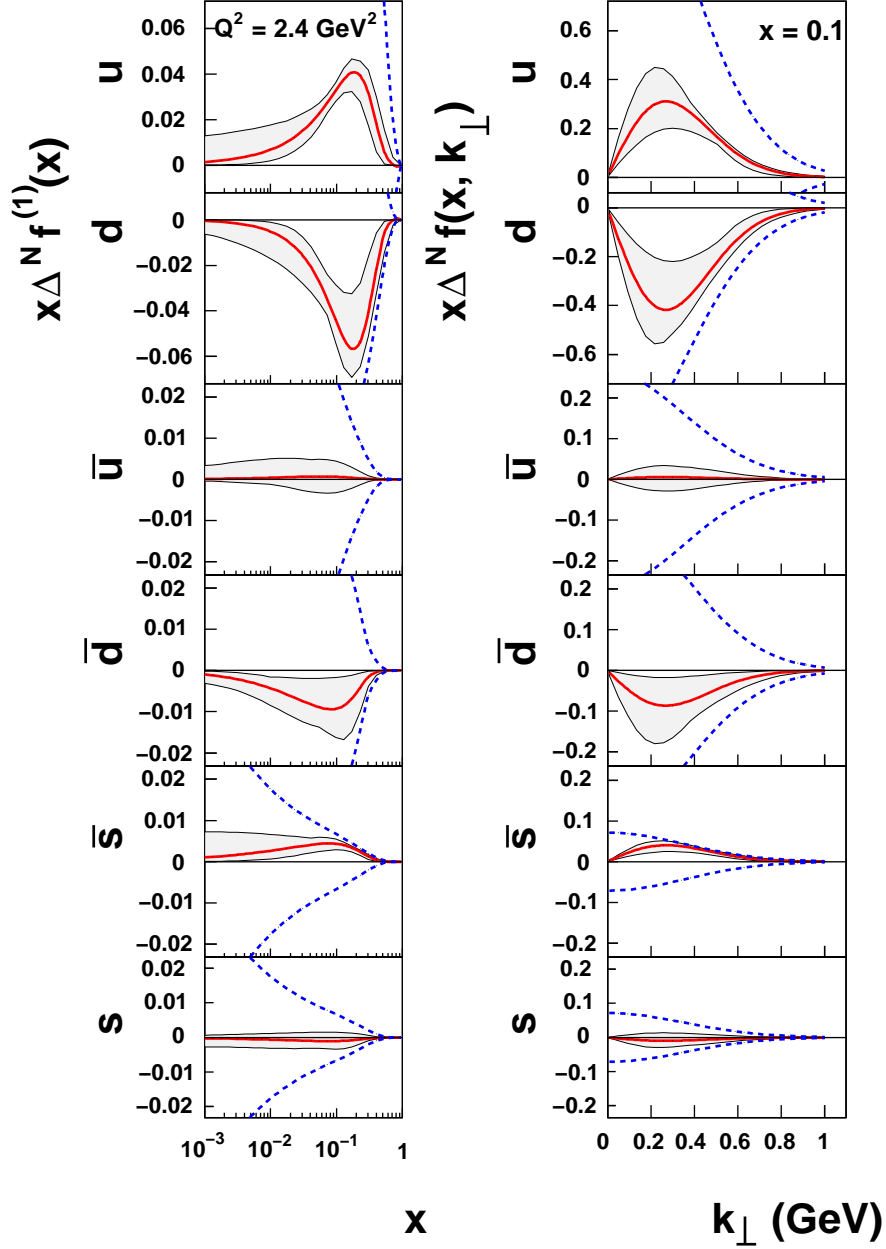 Q² = 2.4 GeV²
x = 0.1
x Δ^N f^(1)(x)
x Δ^N f(x, k⊥)
u
0.06
0.04
0.02
0
u
0.6
0.4
0.2
0
d
0
−0.02
−0.04
−0.06
d
0
−0.2
−0.4
−0.6
u̅
0.02
0.01
0
−0.01
−0.02
u̅
0.2
0.1
0
−0.1
−0.2
d̅
0.02
0.01
0
−0.01
−0.02
d̅
0.2
0.1
0
−0.1
−0.2
s̅
0.02
0.01
0
−0.01
−0.02
s̅
0.2
0.1
0
−0.1
−0.2
s
0.02
0.01
0
−0.01
−0.02
s
0.2
0.1
0
−0.1
−0.2
10⁻³ 10⁻² 10⁻¹ 1
0 0.2 0.4 0.6 0.8 1
x
k⊥ (GeV)